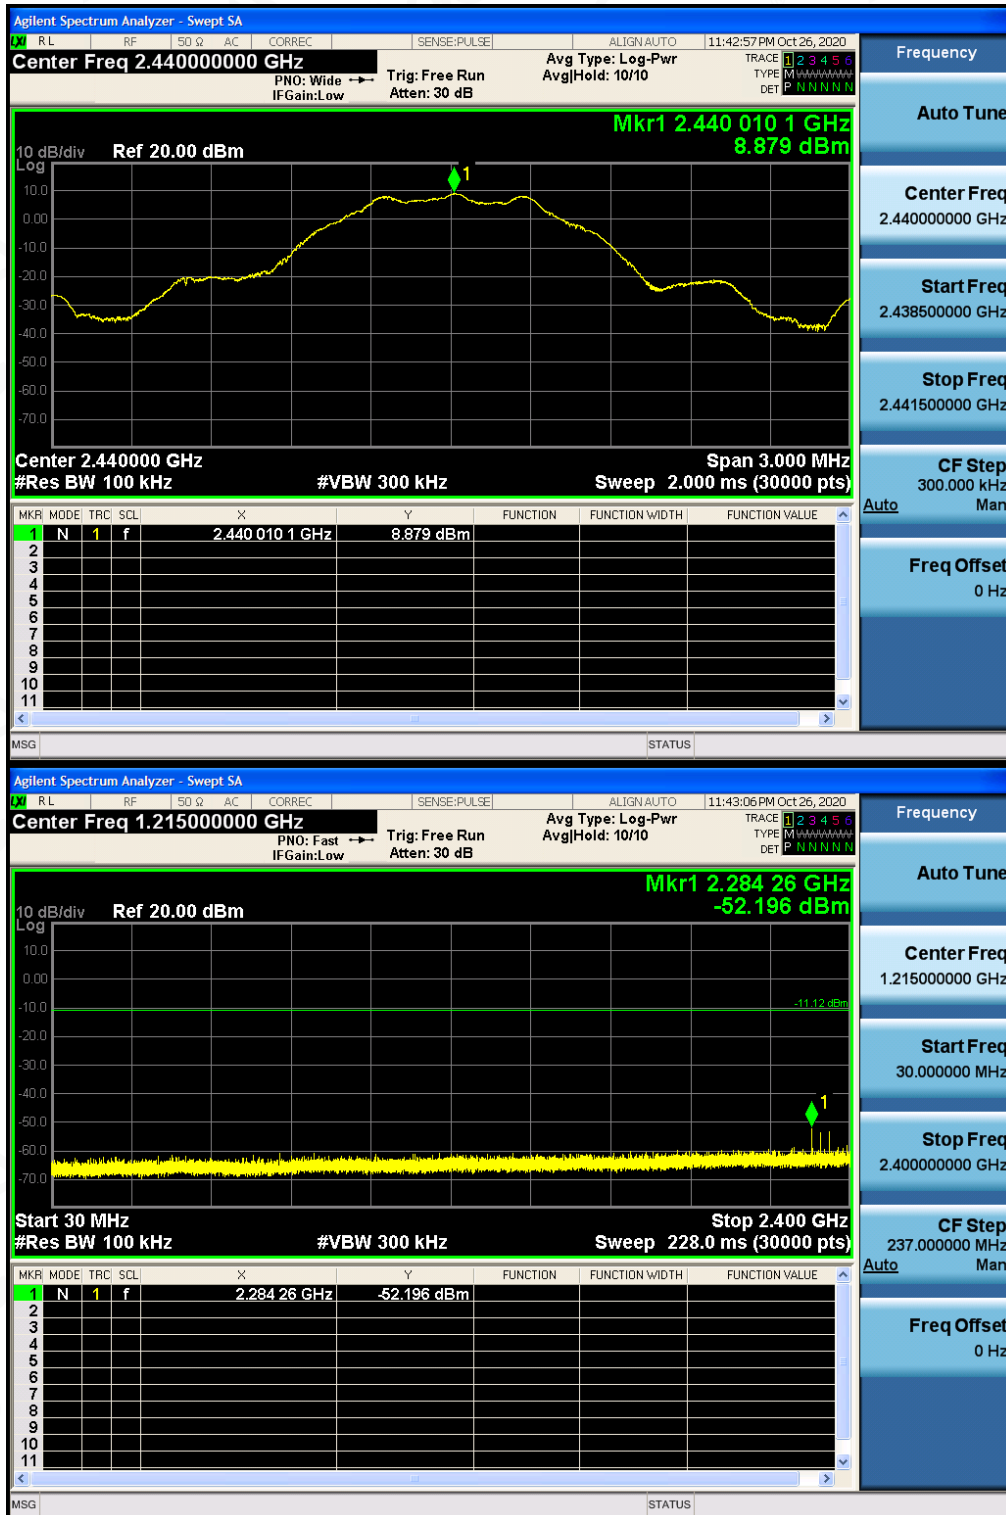 Agilent Spectrum Analyzer - Swept SA
LXI RL RF 50 Ω AC CORREC SENSE:PULSE ALIGN AUTO 11:42:57 PM Oct 26, 2020
Center Freq 2.440000000 GHz
PNO: Wide
IFGain:Low
Trig: Free Run
Atten: 30 dB
Avg Type: Log-Pwr
Avg|Hold: 10/10
TRACE 1 2 3 4 5 6
TYPE M WWWWW
DET P N N N N N
Mkr1 2.440 010 1 GHz
8.879 dBm
10 dB/div Ref 20.00 dBm
Log
1
10.0
0.00
-10.0
-20.0
-30.0
-40.0
-50.0
-60.0
-70.0
Center 2.440000 GHz Span 3.000 MHz
#Res BW 100 kHz #VBW 300 kHz Sweep 2.000 ms (30000 pts)
MKR MODE TRC SCL X Y FUNCTION FUNCTION WIDTH FUNCTION VALUE
1 N 1 f 2.440 010 1 GHz 8.879 dBm
2
3
4
5
6
7
8
9
10
11
MSG STATUS
Frequency
Auto Tune
Center Freq
2.440000000 GHz
Start Freq
2.438500000 GHz
Stop Freq
2.441500000 GHz
CF Step
300.000 kHz
Auto Man
Freq Offset
0 Hz
Agilent Spectrum Analyzer - Swept SA
LXI RL RF 50 Ω AC CORREC SENSE:PULSE ALIGN AUTO 11:43:06 PM Oct 26, 2020
Center Freq 1.215000000 GHz
PNO: Fast
IFGain:Low
Trig: Free Run
Atten: 30 dB
Avg Type: Log-Pwr
Avg|Hold: 10/10
TRACE 1 2 3 4 5 6
TYPE M WWWWW
DET P N N N N N
Mkr1 2.284 26 GHz
-52.196 dBm
10 dB/div Ref 20.00 dBm
Log
10.0
0.00
-10.0
-11.12 dBm
-20.0
-30.0
-40.0
1
-50.0
-60.0
-70.0
Start 30 MHz Stop 2.400 GHz
#Res BW 100 kHz #VBW 300 kHz Sweep 228.0 ms (30000 pts)
MKR MODE TRC SCL X Y FUNCTION FUNCTION WIDTH FUNCTION VALUE
1 N 1 f 2.284 26 GHz -52.196 dBm
2
3
4
5
6
7
8
9
10
11
MSG STATUS
Frequency
Auto Tune
Center Freq
1.215000000 GHz
Start Freq
30.000000 MHz
Stop Freq
2.400000000 GHz
CF Step
237.000000 MHz
Auto Man
Freq Offset
0 Hz